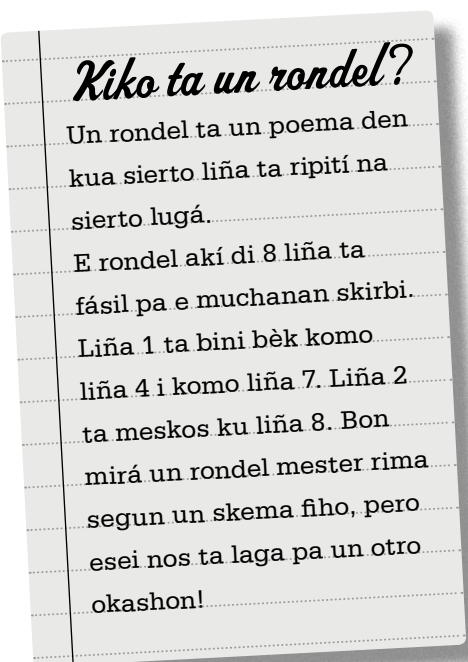 Kiko ta un rondel?
Un rondel ta un poema den
kua sierto liña ta ripití na
sierto lugá.
E rondel akí di 8 liña ta
fásil pa e muchanan skirbi.
Liña 1 ta bini bèk komo
liña 4 i komo liña 7. Liña 2
ta meskos ku liña 8. Bon
mirá un rondel mester rima
segun un skema fiho, pero
esei nos ta laga pa un otro
okashon!